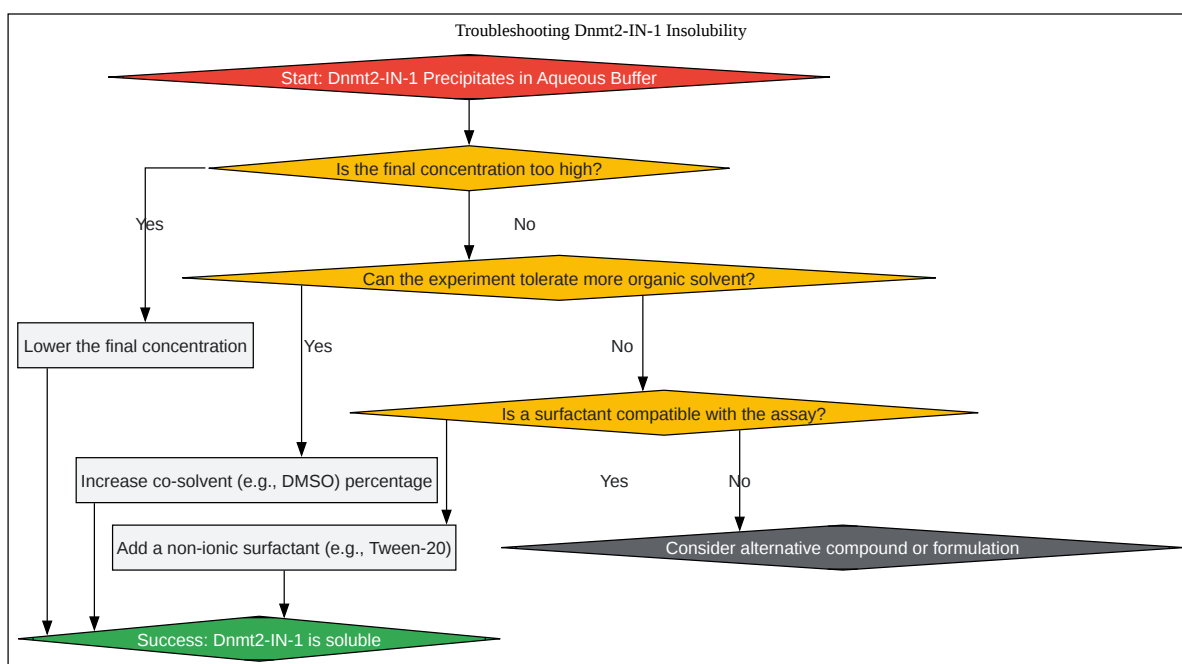 Troubleshooting Dnmt2-IN-1 Insolubility
Start: Dnmt2-IN-1 Precipitates in Aqueous Buffer
Is the final concentration too high?
Yes
No
Can the experiment tolerate more organic solvent?
Lower the final concentration
Yes
No
Is a surfactant compatible with the assay?
Increase co-solvent (e.g., DMSO) percentage
Yes
No
Add a non-ionic surfactant (e.g., Tween-20)
Consider alternative compound or formulation
Success: Dnmt2-IN-1 is soluble